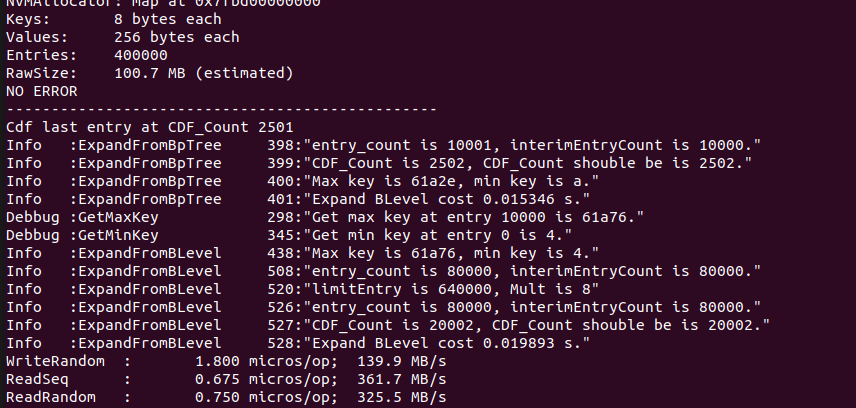 NVMAllocator: Map at 0x7fbd00000000
Keys:       8 bytes each
Values:     256 bytes each
Entries:    400000
RawSize:    100.7 MB (estimated)
NO ERROR
------------------------------------------------
Cdf last entry at CDF_Count 2501
Info   :ExpandFromBpTree     398:"entry_count is 10001, interimEntryCount is 10000."
Info   :ExpandFromBpTree     399:"CDF_Count is 2502, CDF_Count shouble be is 2502."
Info   :ExpandFromBpTree     400:"Max key is 61a2e, min key is a."
Info   :ExpandFromBpTree     401:"Expand BLevel cost 0.015346 s."
Debbug :GetMaxKey            298:"Get max key at entry 10000 is 61a76."
Debbug :GetMinKey            345:"Get min key at entry 0 is 4."
Info   :ExpandFromBLevel     438:"Max key is 61a76, min key is 4."
Info   :ExpandFromBLevel     508:"entry_count is 80000, interimEntryCount is 80000."
Info   :ExpandFromBLevel     520:"limitEntry is 640000, Mult is 8"
Info   :ExpandFromBLevel     526:"entry_count is 80000, interimEntryCount is 80000."
Info   :ExpandFromBLevel     527:"CDF_Count is 20002, CDF_Count shouble be is 20002."
Info   :ExpandFromBLevel     528:"Expand BLevel cost 0.019893 s."
WriteRandom  :       1.800 micros/op;  139.9 MB/s
ReadSeq      :       0.675 micros/op;  361.7 MB/s
ReadRandom   :       0.750 micros/op;  325.5 MB/s